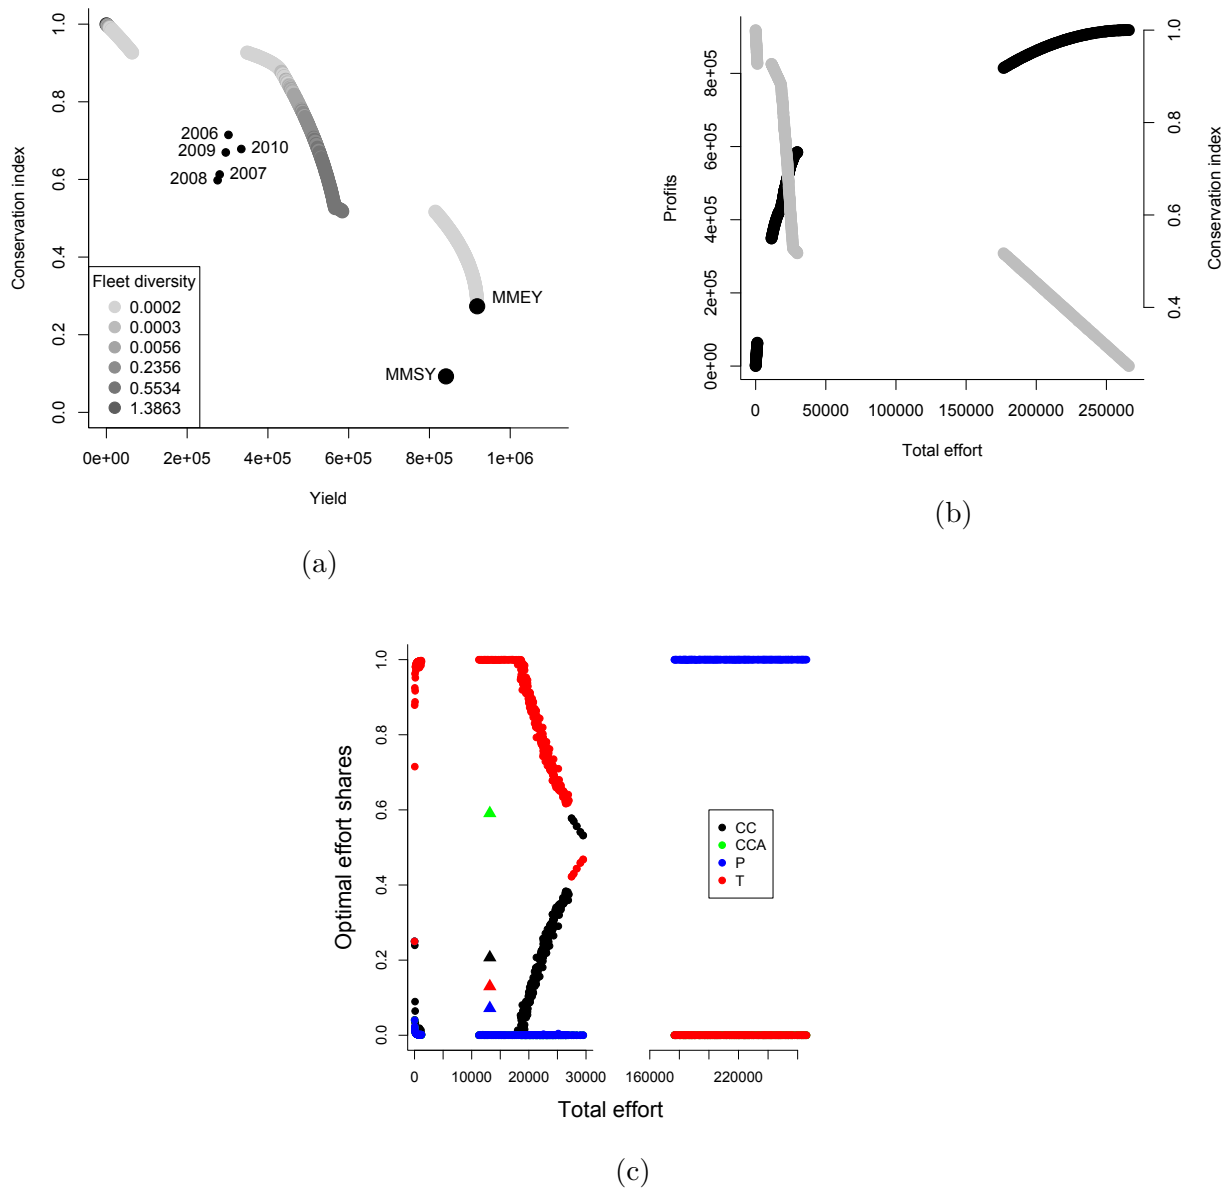 Conservation index
1.0
0.8
0.6
0.4
0.2
0.0
2006
2010
2009
2007
2008
MMEY
MMSY
Fleet diversity
0.0002
0.0003
0.0056
0.2356
0.5534
1.3863
0e+00 2e+05 4e+05 6e+05 8e+05 1e+06
Yield
(a)
Profits
8e+05
6e+05
4e+05
2e+05
0e+00
1.0
0.8
0.6
0.4
Conservation index
0 50000 100000 150000 200000 250000
Total effort
(b)
Optimal effort shares
1.0
0.8
0.6
0.4
0.2
0.0
CC
CCA
P
T
0 10000 20000 30000 160000 220000
Total effort
(c)